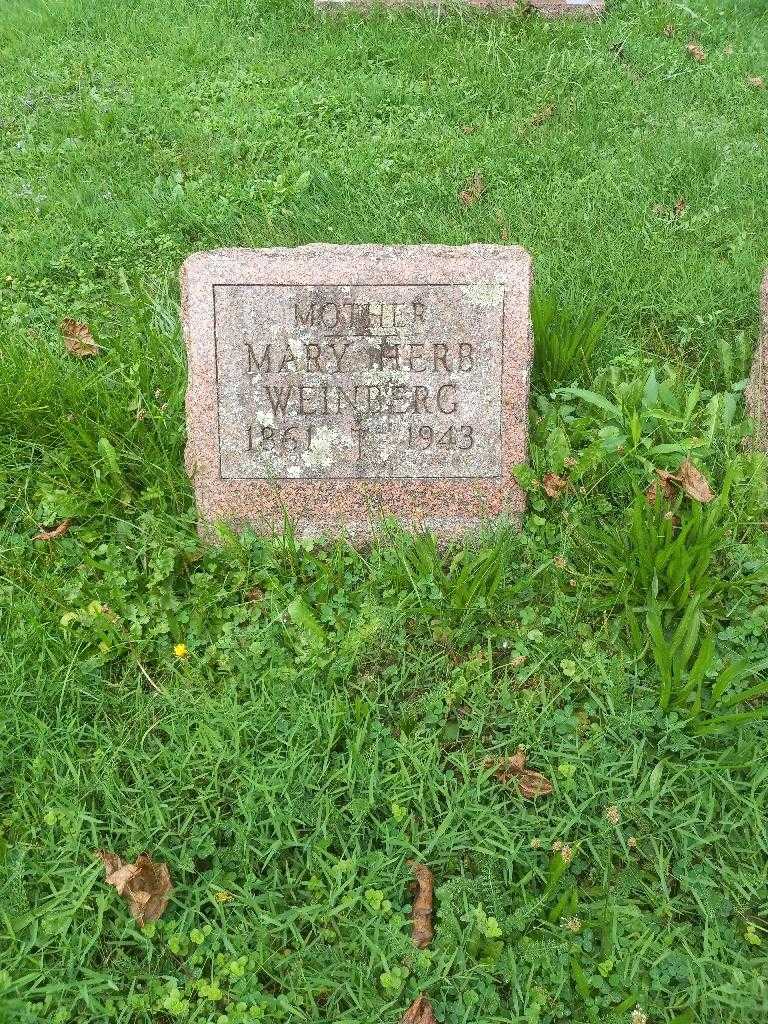 MOTHER
MARY HERB
WEINBERG
1861 † 1943